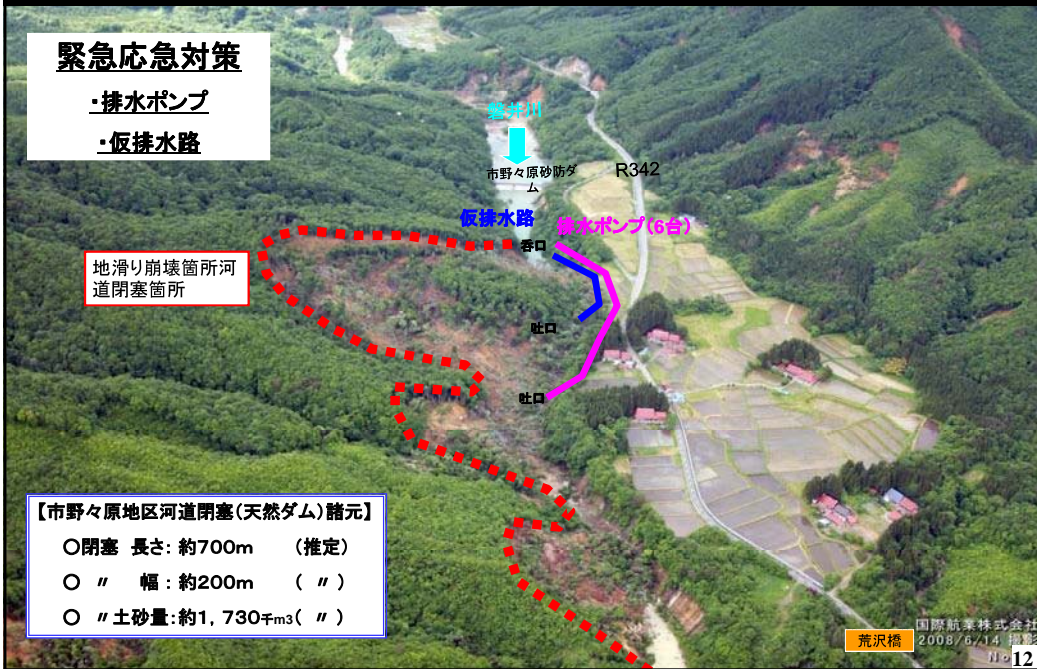 緊急応急対策
・排水ポンプ
・仮排水路
磐井川
市野々原砂防ダ
ム
R342
仮排水路
排水ポンプ(6台)
呑口
地滑り崩壊箇所河
道閉塞箇所
吐口
吐口
【市野々原地区河道閉塞(天然ダム)諸元】
○閉塞 長さ: 約700m (推定)
○ 〃 幅 : 約200m ( 〃 )
○ 〃土砂量:約1, 730千m3( 〃 )
荒沢橋
国際航業株式会社
2008/6/14 撮影
No
12